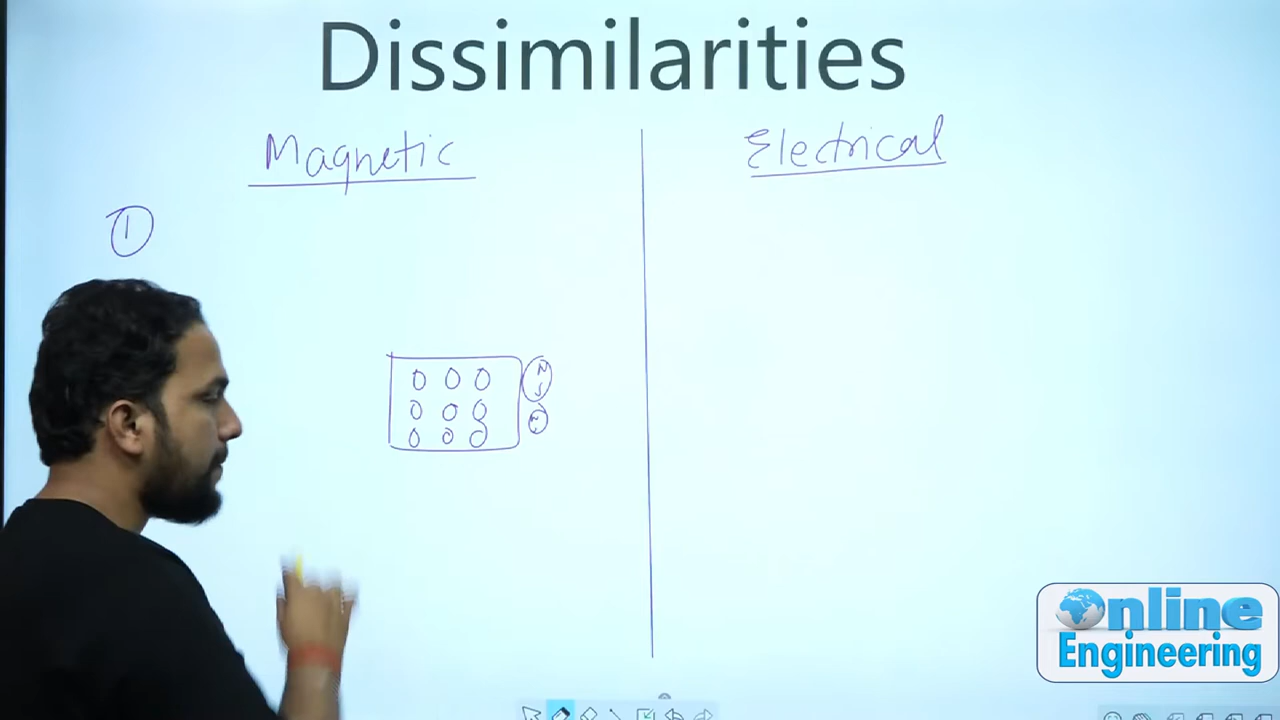 Dissimilarities
Magnetic
Electrical
①
Online
Engineering